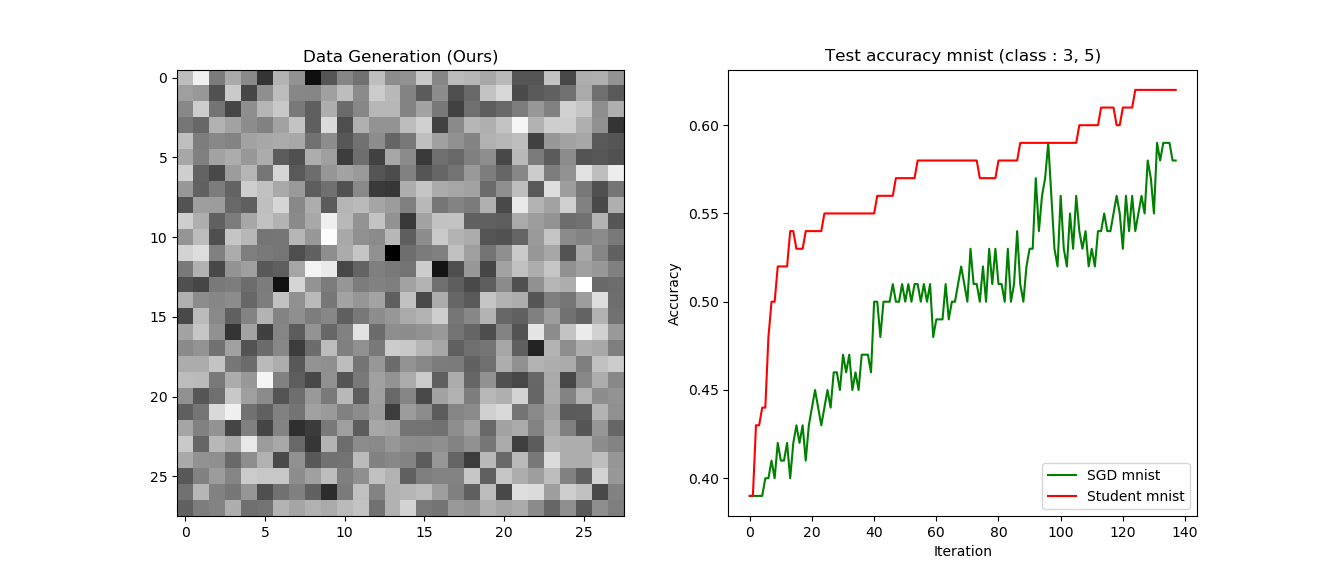 Data Generation (Ours)
0
5
10
15
20
25
0 5 10 15 20 25
Test accuracy mnist (class : 3, 5)
Accuracy
0.60
0.55
0.50
0.45
0.40
0 20 40 60 80 100 120 140
Iteration
SGD mnist
Student mnist